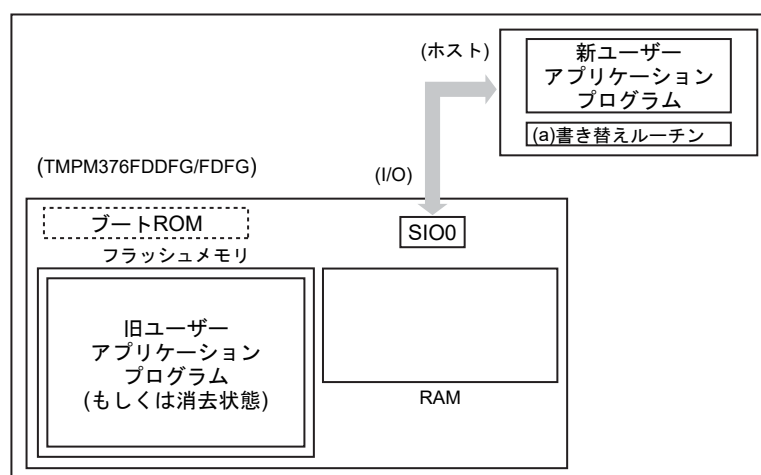 (ホスト)
新ユーザー
アプリケーション
プログラム
(a)書き替えルーチン
(TMPM376FDDFG/FDFG)
(I/O)
ブートROM
SIO0
フラッシュメモリ
旧ユーザー
アプリケーション
プログラム
(もしくは消去状態)
RAM